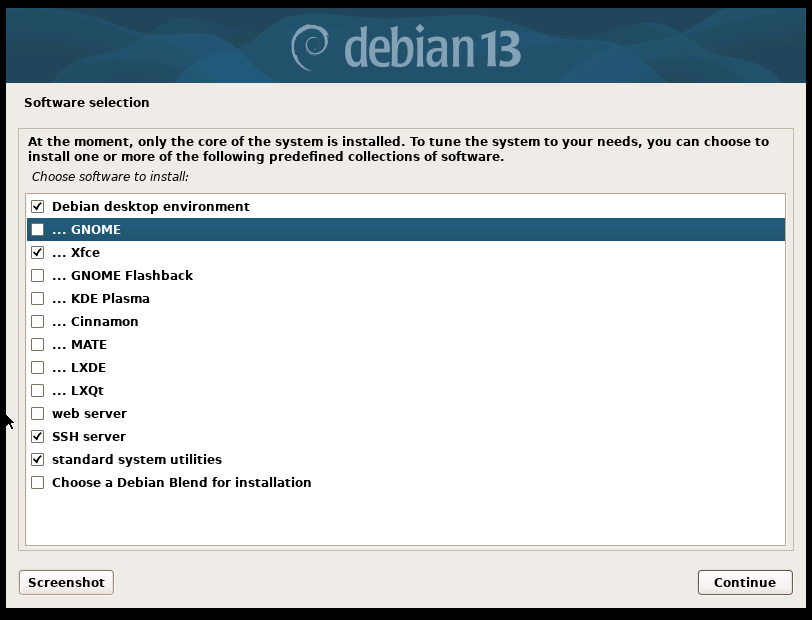 debian 13
Software selection
At the moment, only the core of the system is installed. To tune the system to your needs, you can choose to
install one or more of the following predefined collections of software.
Choose software to install:
Debian desktop environment
... GNOME
... Xfce
... GNOME Flashback
... KDE Plasma
... Cinnamon
... MATE
... LXDE
... LXQt
web server
SSH server
standard system utilities
Choose a Debian Blend for installation
Screenshot
Continue